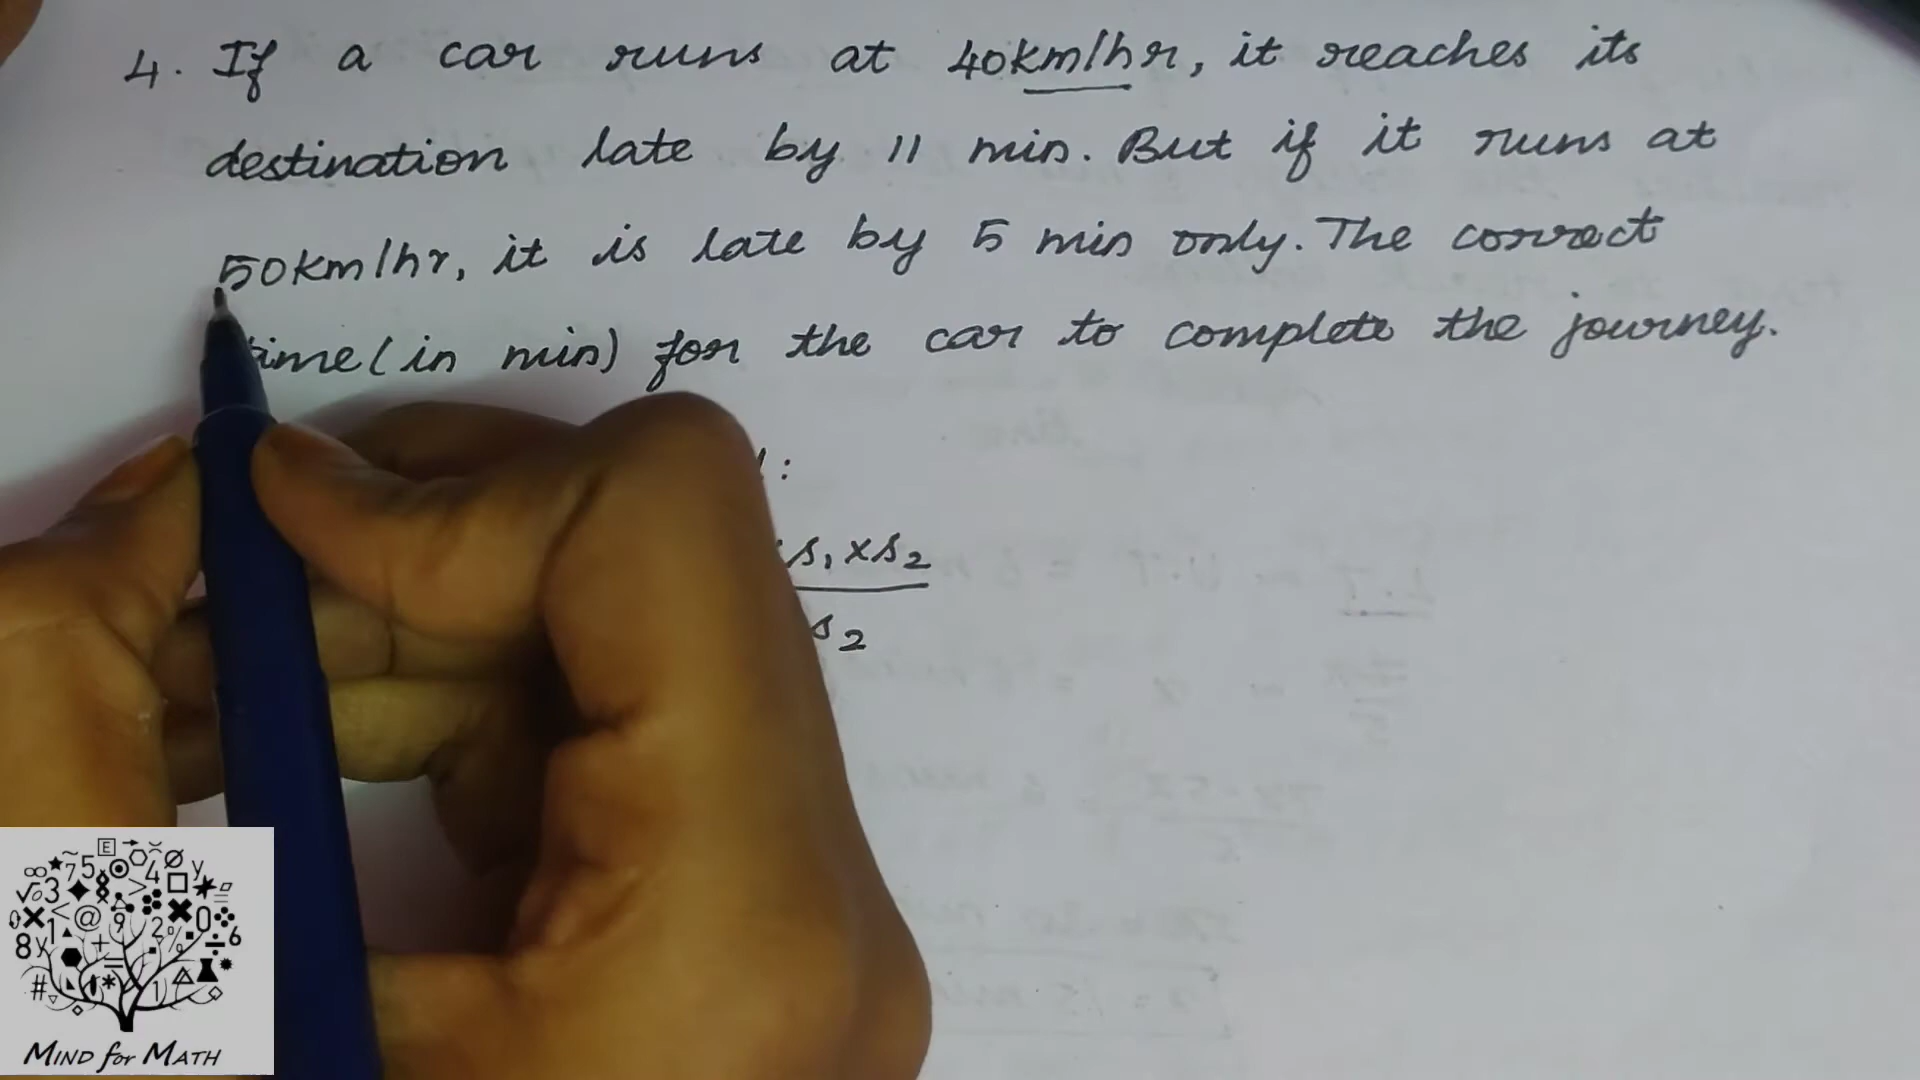 4. If a car runs at 40km/hr, it reaches its
destination late by 11 min. But if it runs at
50km/hr, it is late by 5 min only. The correct
time (in min) for the car to complete the journey.
:
s₁ × s₂
s₂
MIND for MATH